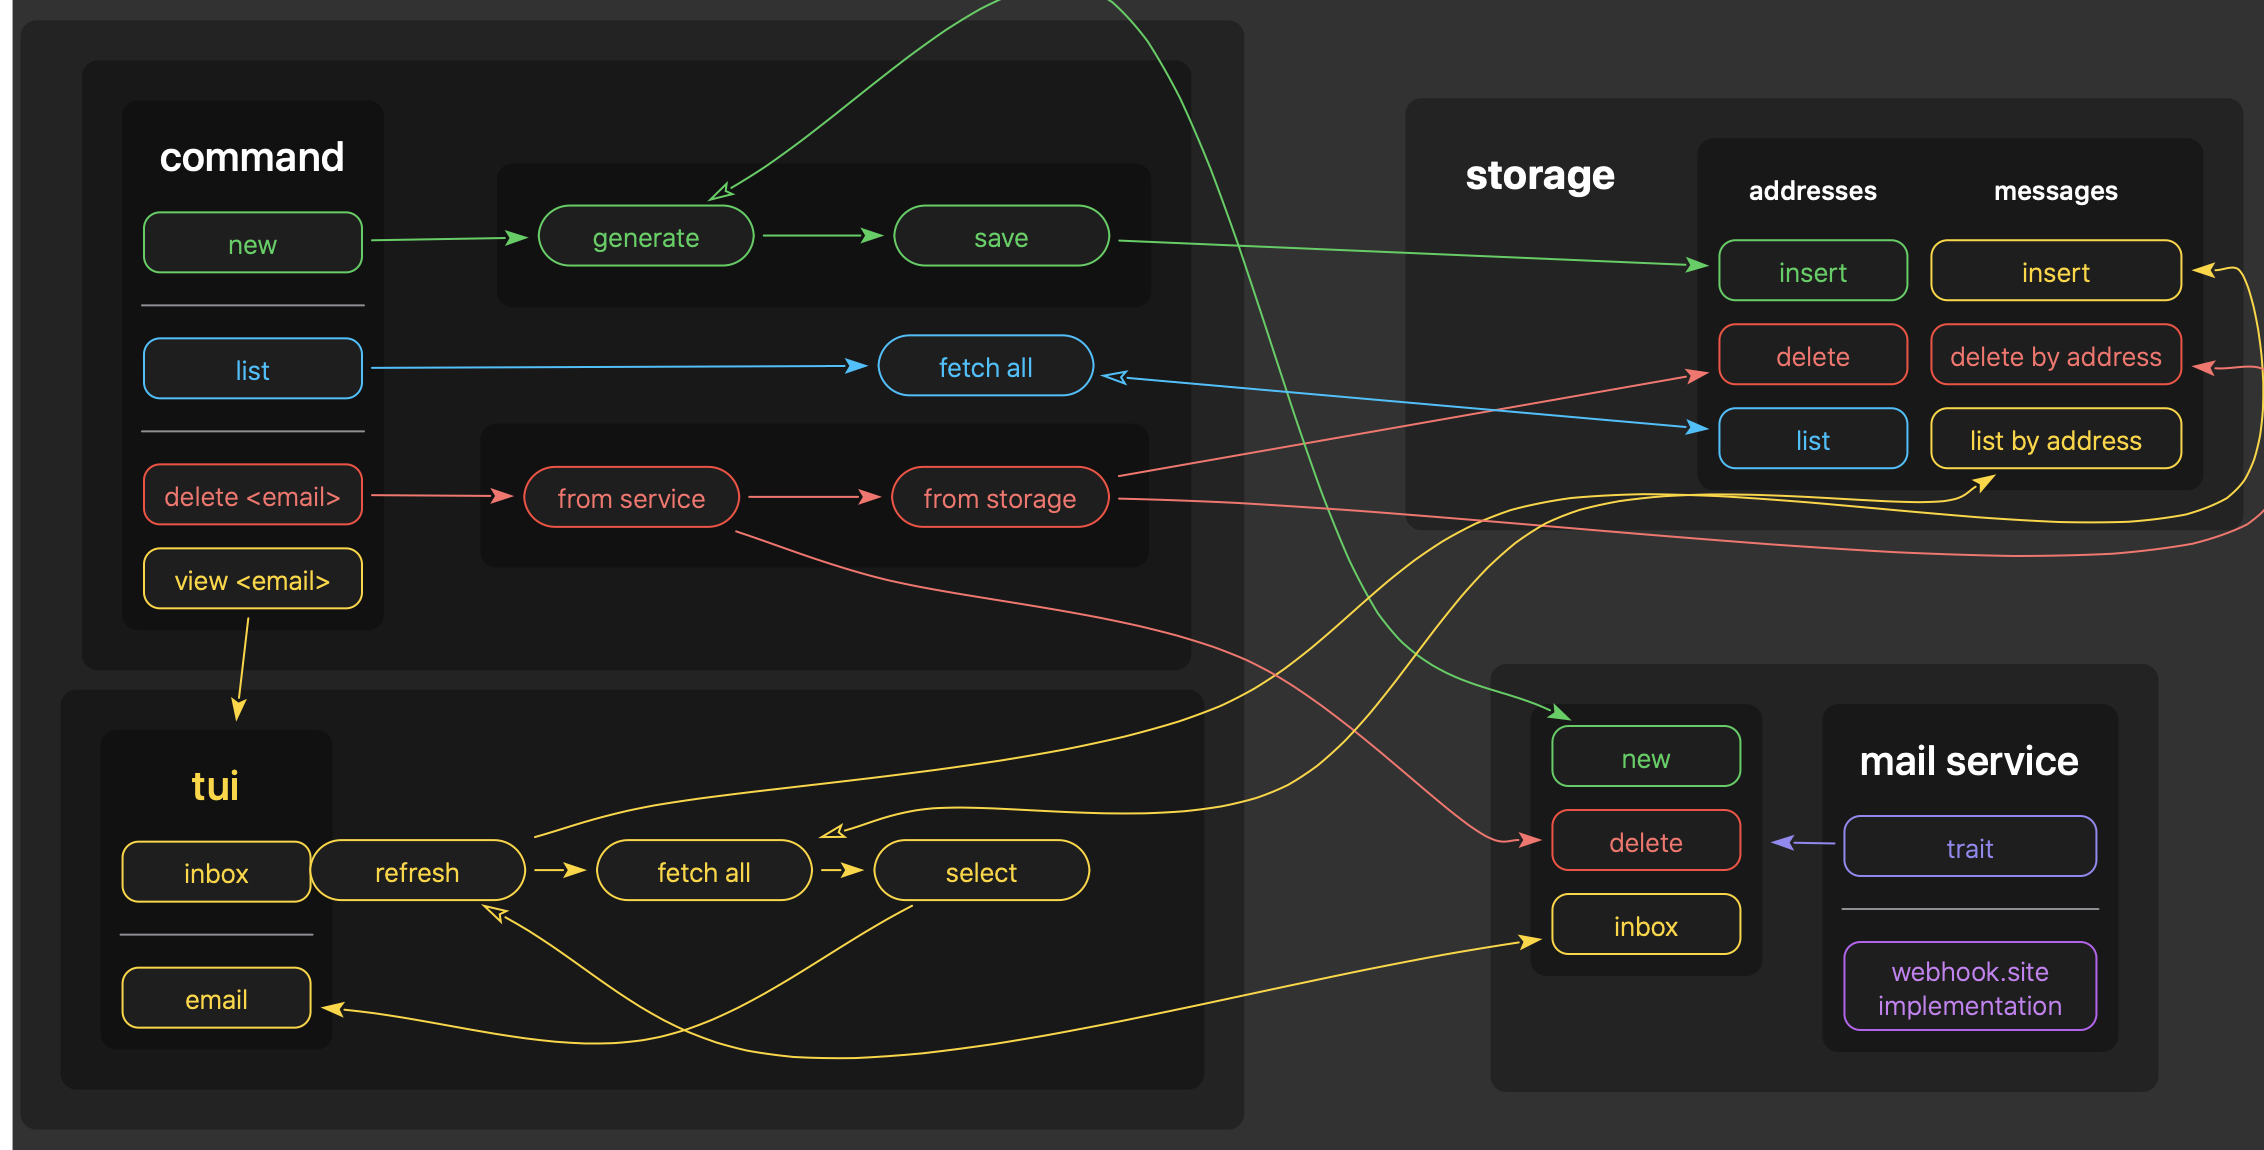 command
new
list
delete <email>
view <email>
generate
save
fetch all
from service
from storage
tui
inbox
refresh
fetch all
select
email
storage
addresses
messages
insert
insert
delete
delete by address
list
list by address
new
delete
inbox
mail service
trait
webhook.site
implementation